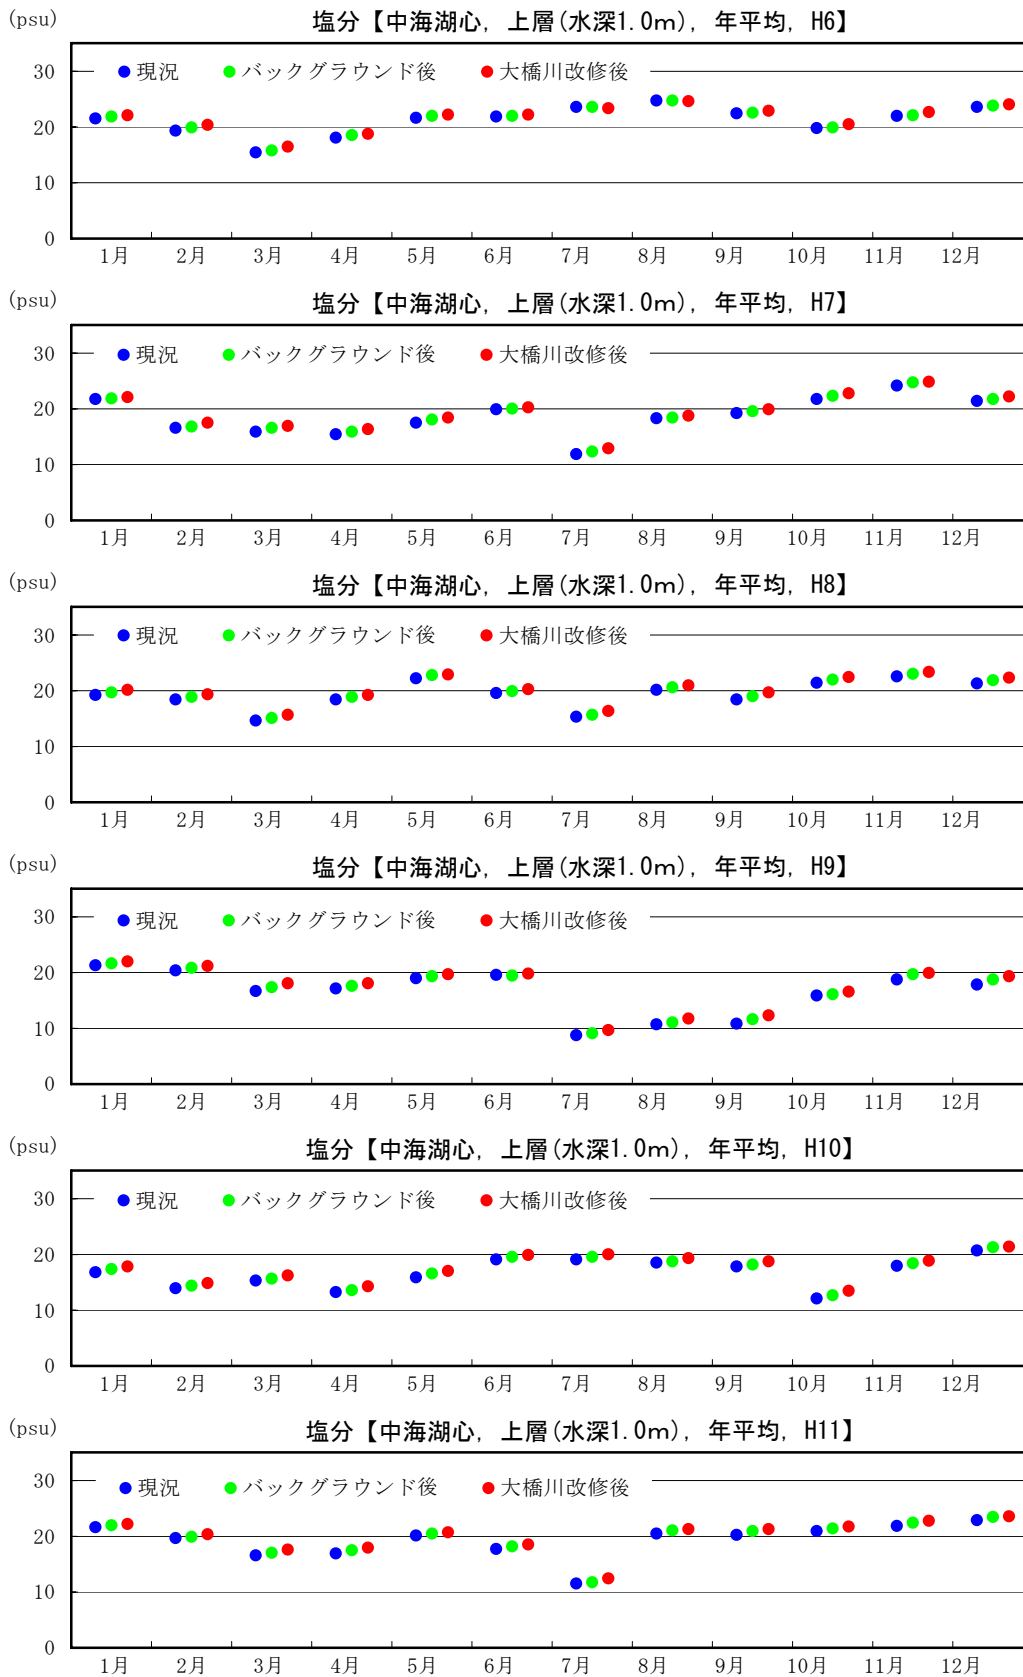 (psu) 塩分【中海湖心, 上層(水深1.0m), 年平均, H6】
30 現況 バックグラウンド後 大橋川改修後
20
10
0
1月 2月 3月 4月 5月 6月 7月 8月 9月 10月 11月 12月
(psu) 塩分【中海湖心, 上層(水深1.0m), 年平均, H7】
30 現況 バックグラウンド後 大橋川改修後
20
10
0
1月 2月 3月 4月 5月 6月 7月 8月 9月 10月 11月 12月
(psu) 塩分【中海湖心, 上層(水深1.0m), 年平均, H8】
30 現況 バックグラウンド後 大橋川改修後
20
10
0
1月 2月 3月 4月 5月 6月 7月 8月 9月 10月 11月 12月
(psu) 塩分【中海湖心, 上層(水深1.0m), 年平均, H9】
30 現況 バックグラウンド後 大橋川改修後
20
10
0
1月 2月 3月 4月 5月 6月 7月 8月 9月 10月 11月 12月
(psu) 塩分【中海湖心, 上層(水深1.0m), 年平均, H10】
30 現況 バックグラウンド後 大橋川改修後
20
10
0
1月 2月 3月 4月 5月 6月 7月 8月 9月 10月 11月 12月
(psu) 塩分【中海湖心, 上層(水深1.0m), 年平均, H11】
30 現況 バックグラウンド後 大橋川改修後
20
10
0
1月 2月 3月 4月 5月 6月 7月 8月 9月 10月 11月 12月